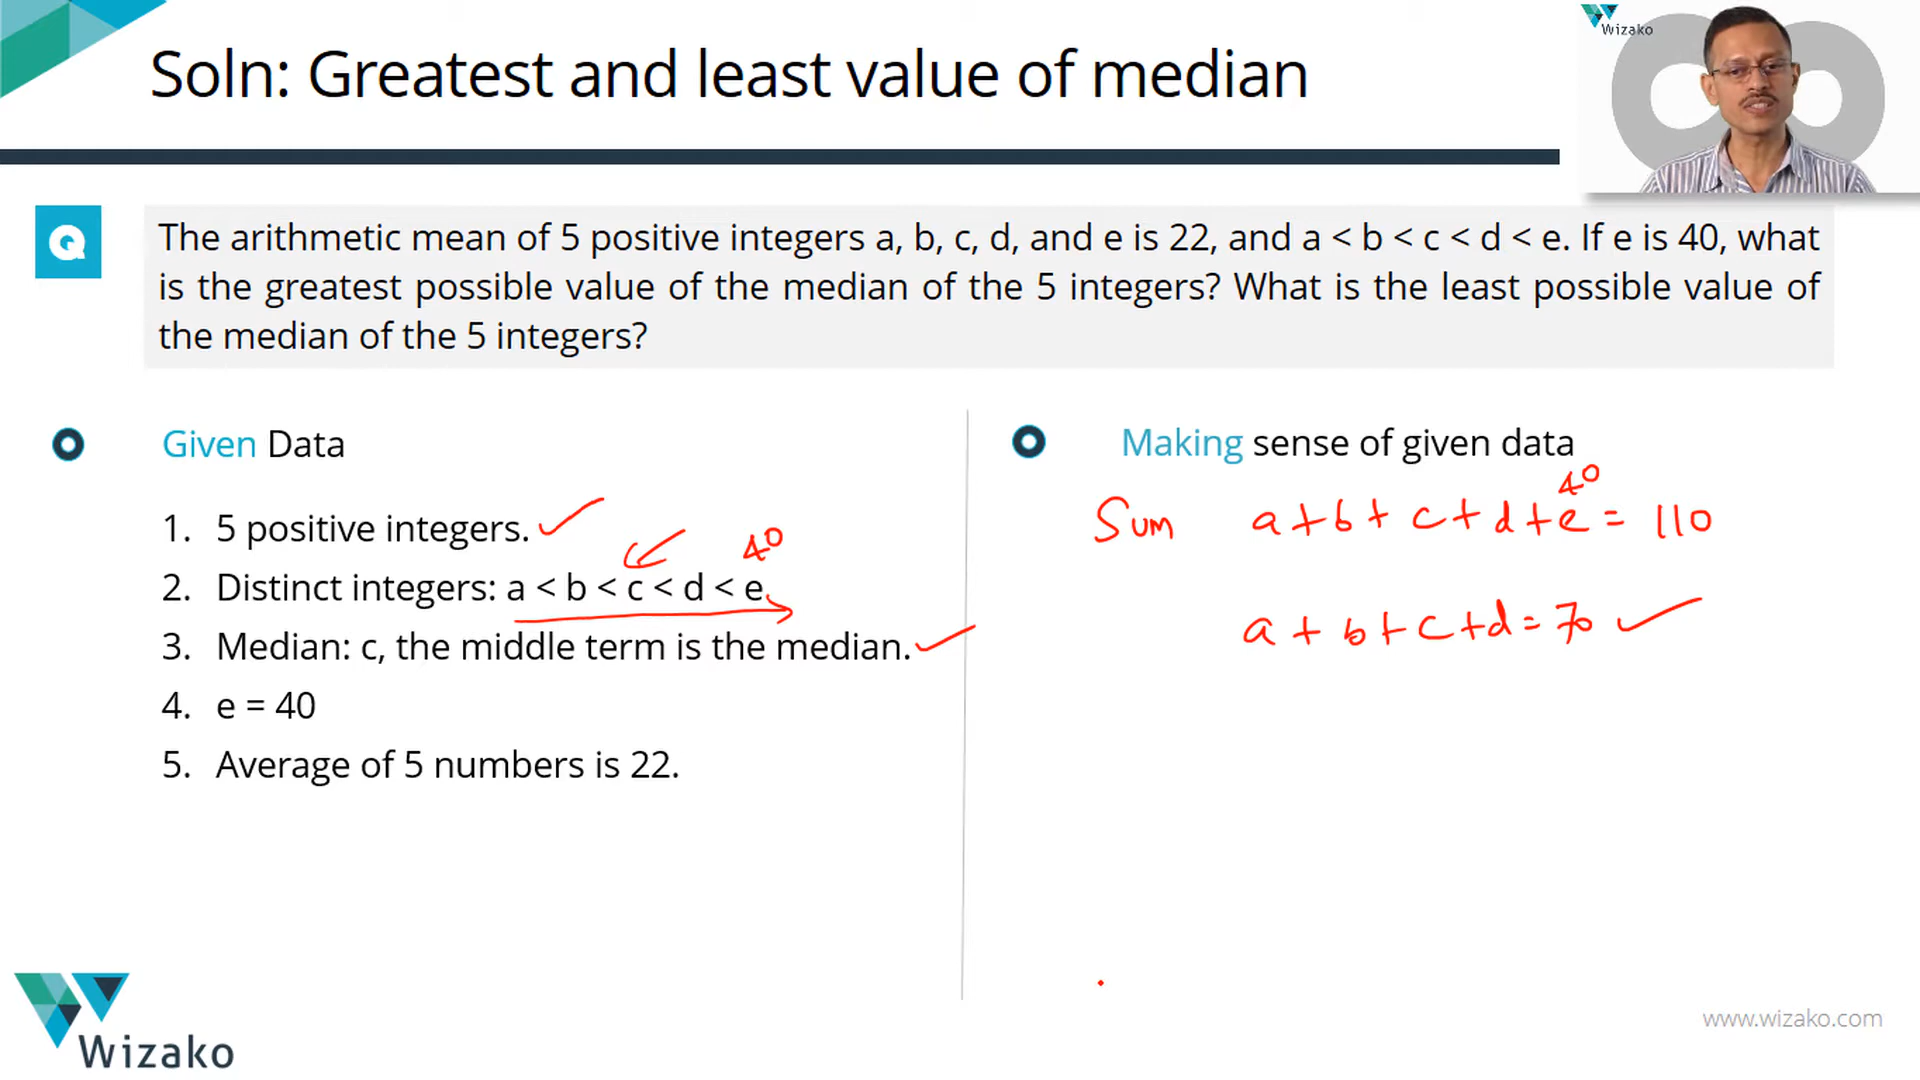 Soln: Greatest and least value of median
Wizako
Q
The arithmetic mean of 5 positive integers a, b, c, d, and e is 22, and a < b < c < d < e. If e is 40, what
is the greatest possible value of the median of the 5 integers? What is the least possible value of
the median of the 5 integers?
Given Data
1. 5 positive integers.
40
2. Distinct integers: a < b < c < d < e.
3. Median: c, the middle term is the median.
4. e = 40
5. Average of 5 numbers is 22.
Making sense of given data
40
Sum a + b + c + d + e = 110
a + b + c + d = 70
Wizako
www.wizako.com